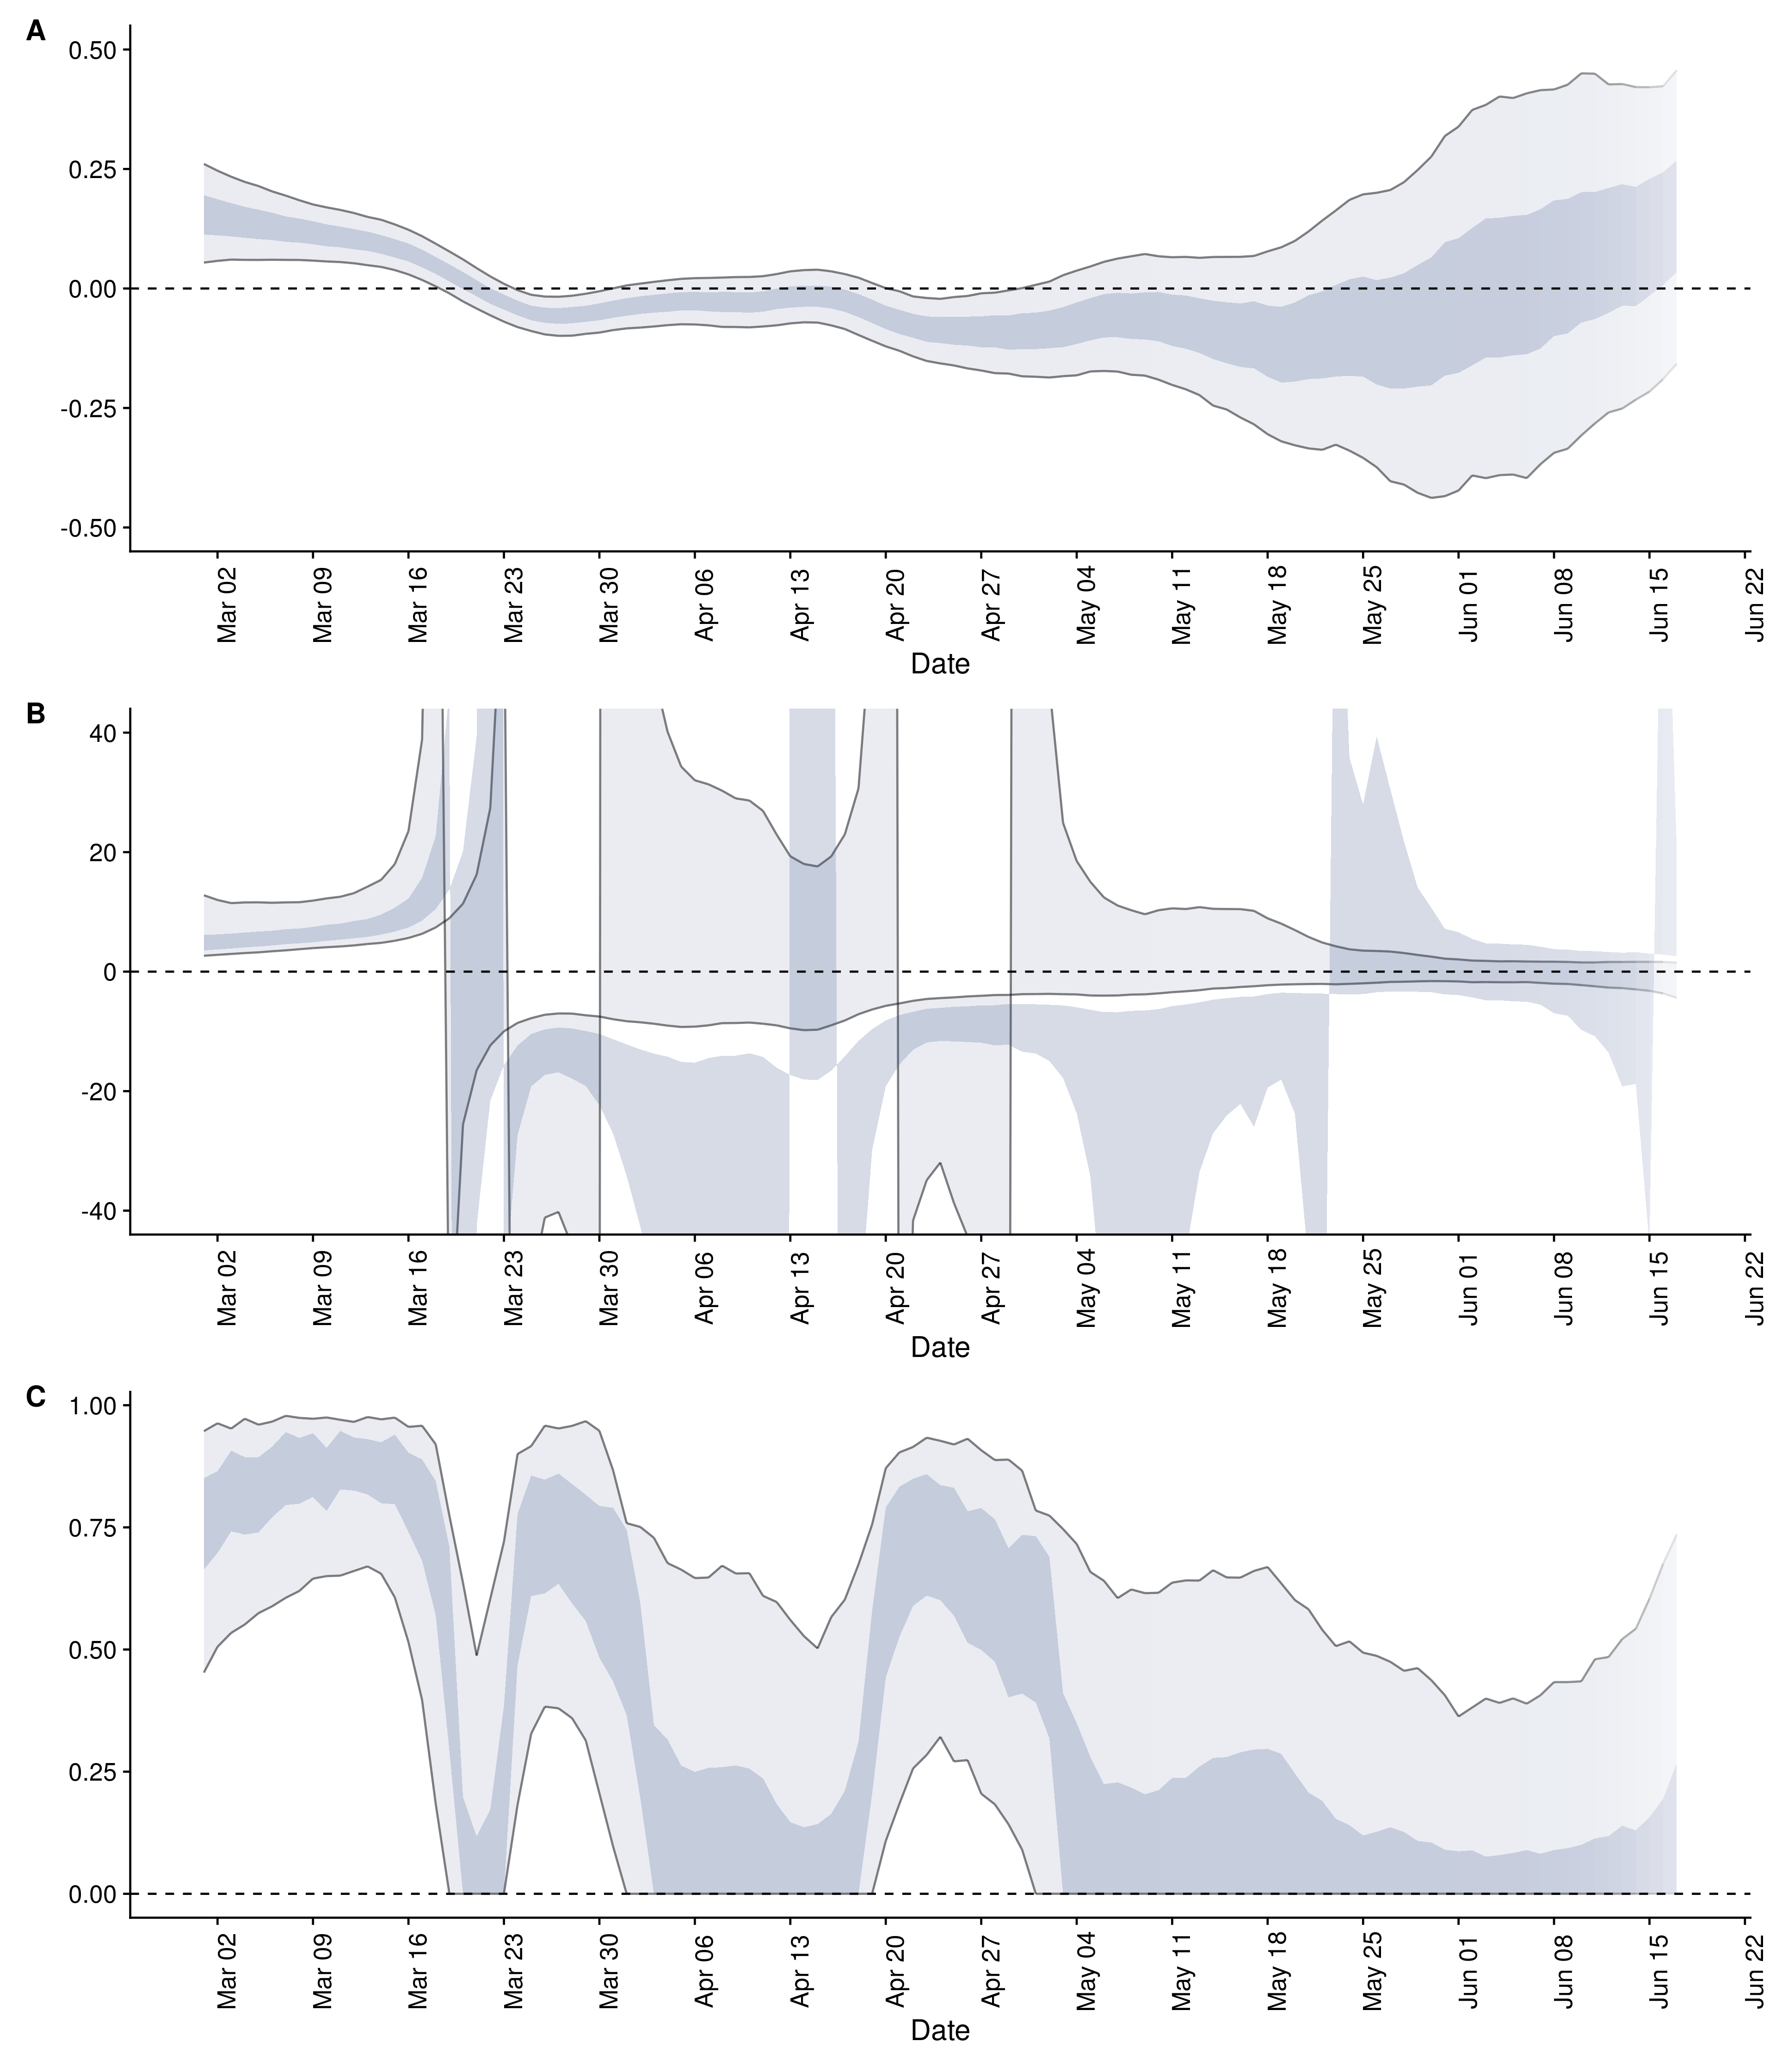 A
0.50
0.25
0.00
-0.25
-0.50
Mar 02
Mar 09
Mar 16
Mar 23
Mar 30
Apr 06
Apr 13
Apr 20
Apr 27
May 04
May 11
May 18
May 25
Jun 01
Jun 08
Jun 15
Jun 22
Date
B
40
20
0
-20
-40
Mar 02
Mar 09
Mar 16
Mar 23
Mar 30
Apr 06
Apr 13
Apr 20
Apr 27
May 04
May 11
May 18
May 25
Jun 01
Jun 08
Jun 15
Jun 22
Date
C
1.00
0.75
0.50
0.25
0.00
Mar 02
Mar 09
Mar 16
Mar 23
Mar 30
Apr 06
Apr 13
Apr 20
Apr 27
May 04
May 11
May 18
May 25
Jun 01
Jun 08
Jun 15
Jun 22
Date